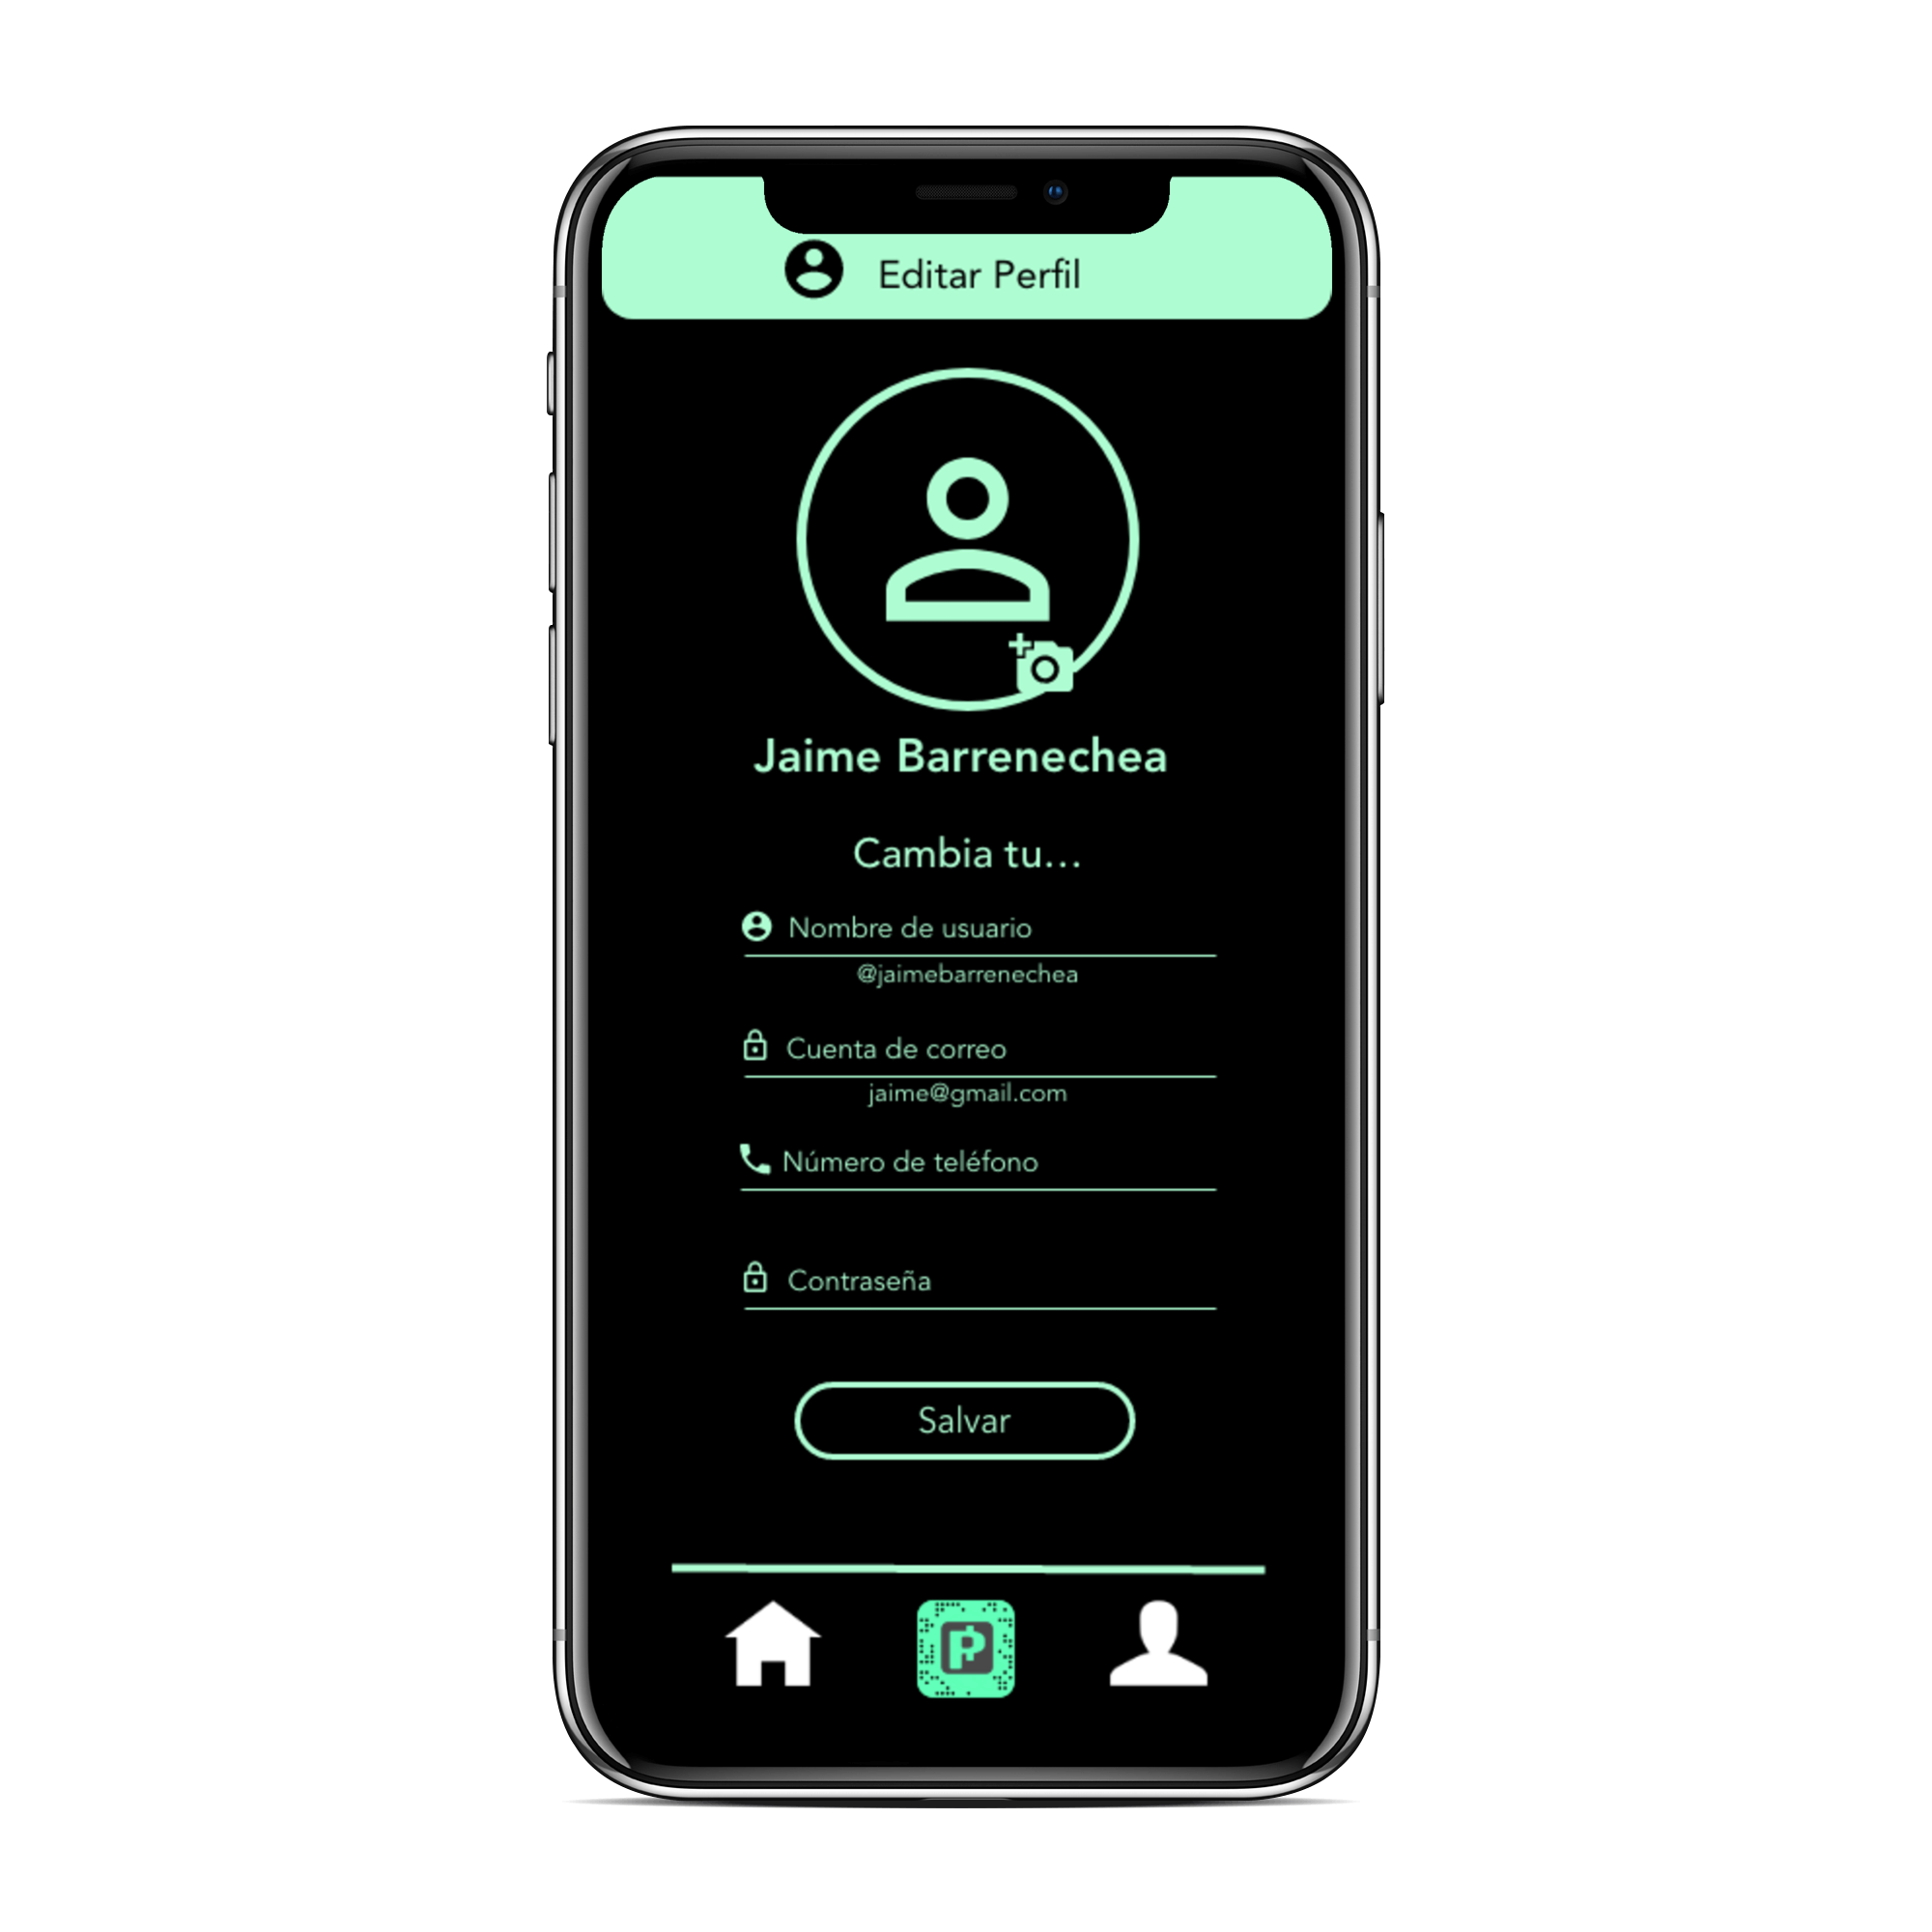 Editar Perfil
Jaime Barrenechea
Cambia tu...
Nombre de usuario
@jaimebarrenechea
Cuenta de correo
jaime@gmail.com
Número de teléfono
Contraseña
Salvar
P